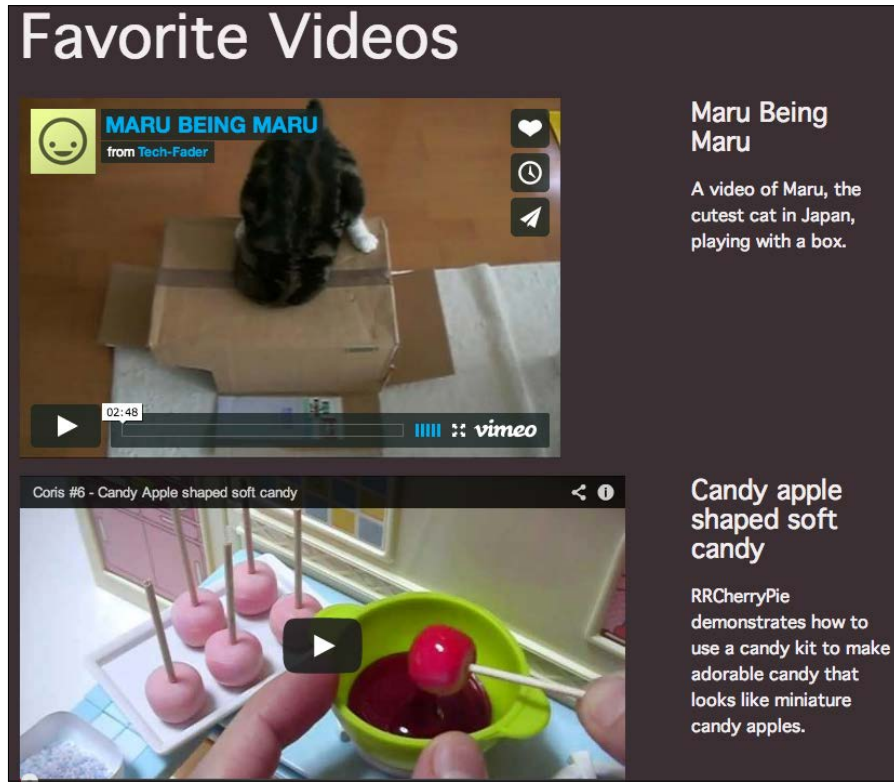 Favorite Videos
MARU BEING MARU
from Tech-Fader
02:48
vimeo
Maru Being
Maru
A video of Maru, the
cutest cat in Japan,
playing with a box.
Coris #6 - Candy Apple shaped soft candy
Candy apple
shaped soft
candy
RRCherryPie
demonstrates how to
use a candy kit to make
adorable candy that
looks like miniature
candy apples.